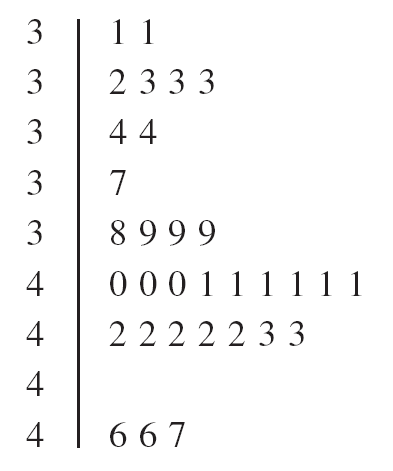 3 | 1 1
3 | 2 3 3 3
3 | 4 4
3 | 7
3 | 8 9 9 9
4 | 0 0 0 1 1 1 1 1 1
4 | 2 2 2 2 2 3 3
4 |
4 | 6 6 7